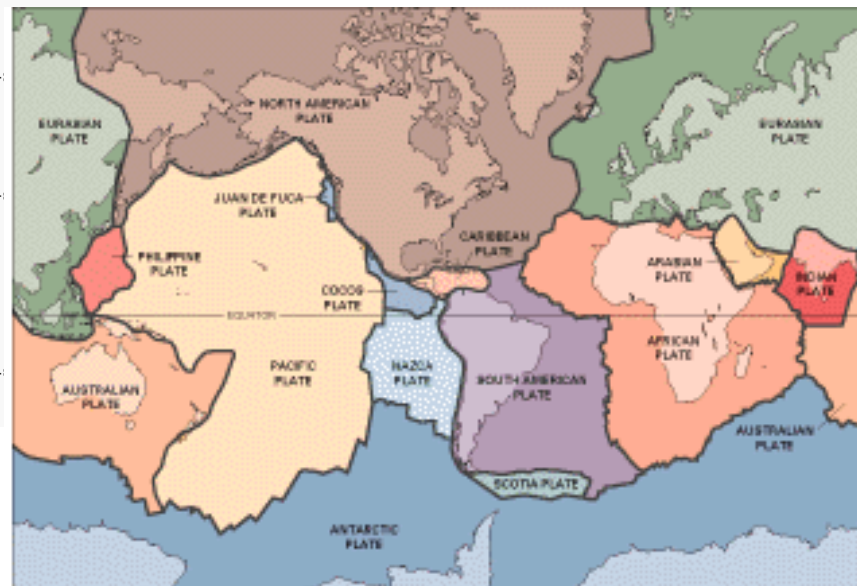 NORTH AMERICAN
PLATE
EURASIAN
PLATE
EURASIAN
PLATE
JUAN DE FUCA
PLATE
CARIBBEAN
PLATE
PHILIPPINE
PLATE
ARABIAN
PLATE
INDIAN
PLATE
COCOS
PLATE
EQUATOR
AFRICAN
PLATE
PACIFIC
PLATE
NAZCA
PLATE
SOUTH AMERICAN
PLATE
AUSTRALIAN
PLATE
AUSTRALIAN
PLATE
SCOTIA PLATE
ANTARCTIC
PLATE